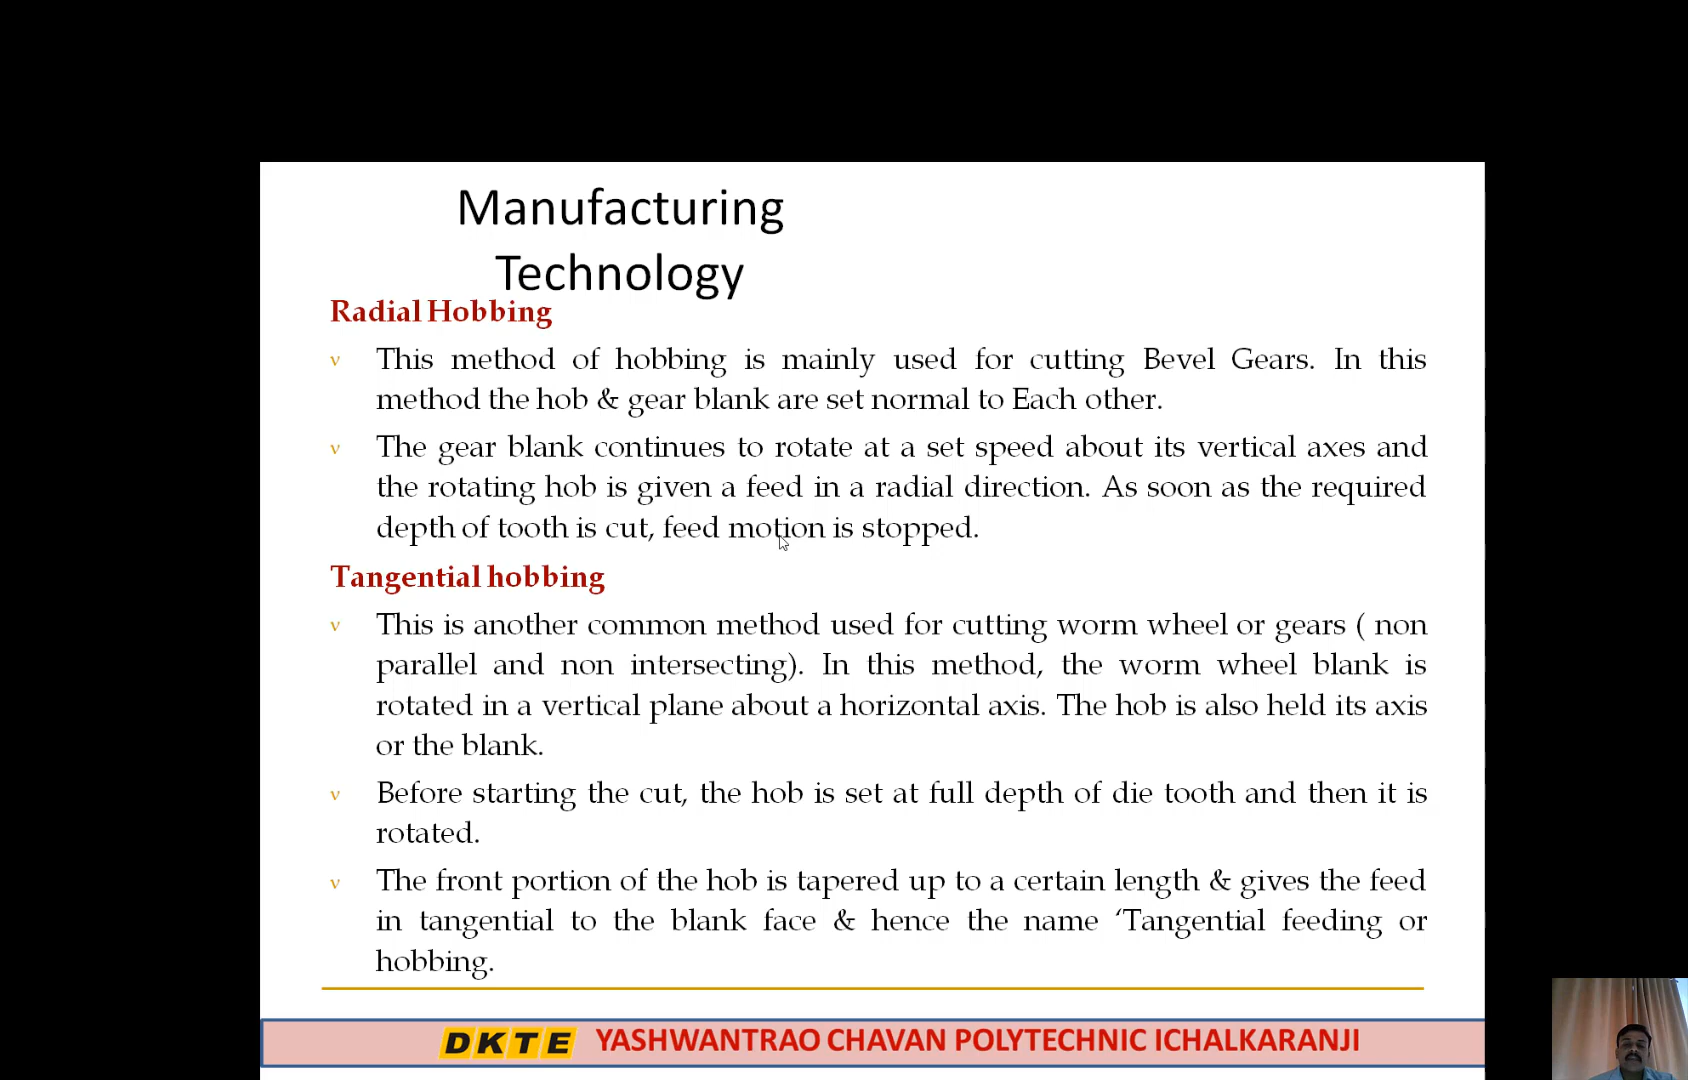 Manufacturing
Technology
Radial Hobbing
v This method of hobbing is mainly used for cutting Bevel Gears. In this
method the hob & gear blank are set normal to Each other.
v The gear blank continues to rotate at a set speed about its vertical axes and
the rotating hob is given a feed in a radial direction. As soon as the required
depth of tooth is cut, feed motion is stopped.
Tangential hobbing
v This is another common method used for cutting worm wheel or gears ( non
parallel and non intersecting). In this method, the worm wheel blank is
rotated in a vertical plane about a horizontal axis. The hob is also held its axis
or the blank.
v Before starting the cut, the hob is set at full depth of die tooth and then it is
rotated.
v The front portion of the hob is tapered up to a certain length & gives the feed
in tangential to the blank face & hence the name ‘Tangential feeding or
hobbing.
DKTE YASHWANTRAO CHAVAN POLYTECHNIC ICHALKARANJI